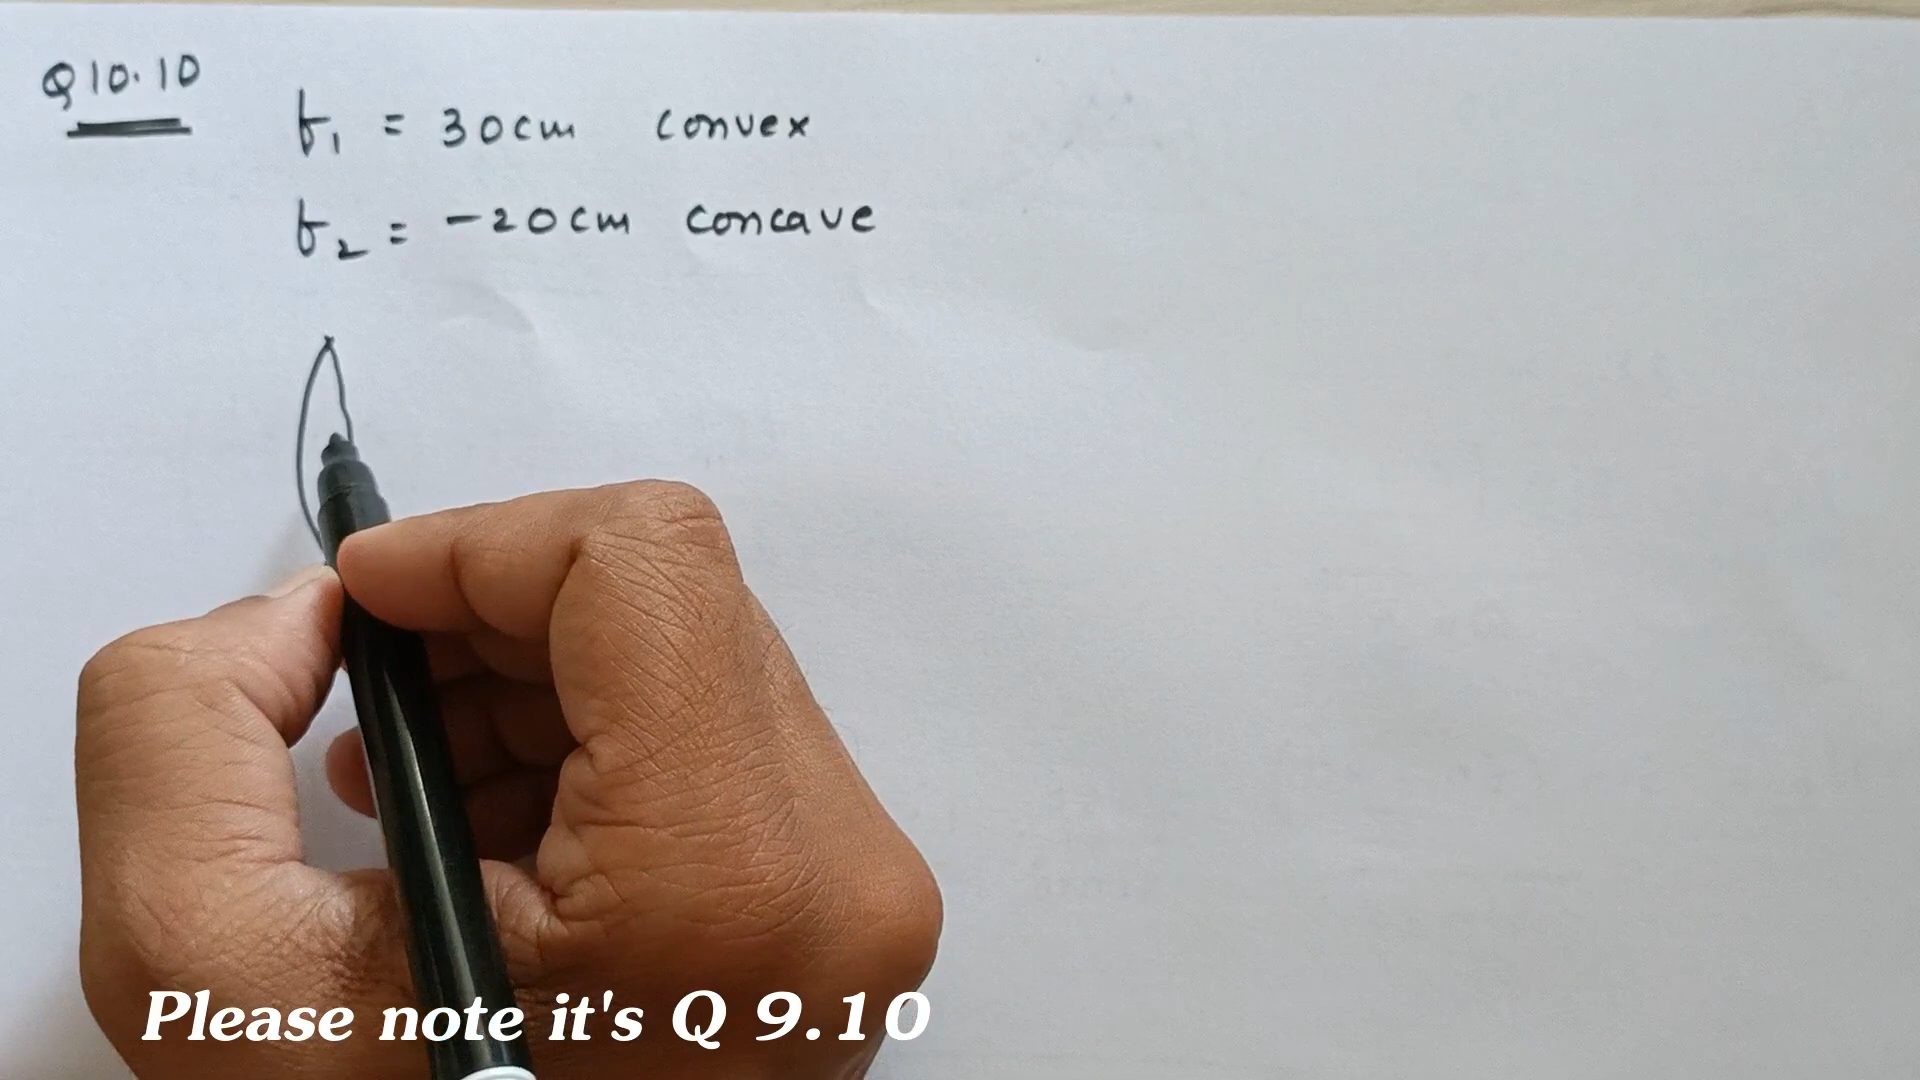 Q10.10
f₁ = 30cm convex
f₂ = -20cm concave
Please note it's Q 9.10